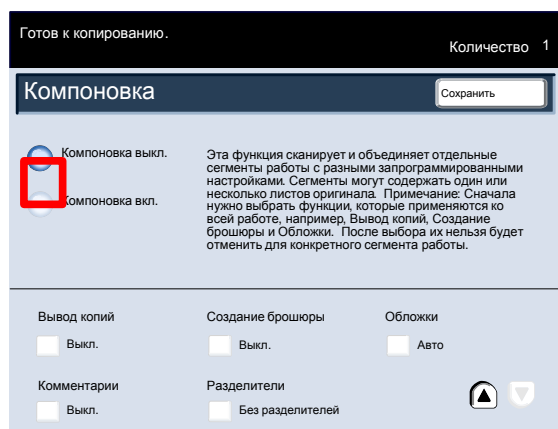 Готов к копированию.
Количество 1
Компоновка
Сохранить
Компоновка выкл.
Компоновка вкл.
Эта функция сканирует и объединяет отдельные
сегменты работы с разными запрограммированными
настройками. Сегменты могут содержать один или
несколько листов оригинала. Примечание: Сначала
нужно выбрать функции, которые применяются ко
всей работе, например, Вывод копий, Создание
брошюры и Обложки. После выбора их нельзя будет
отменить для конкретного сегмента работы.
Вывод копий
Выкл.
Создание брошюры
Выкл.
Обложки
Авто
Комментарии
Выкл.
Разделители
Без разделителей